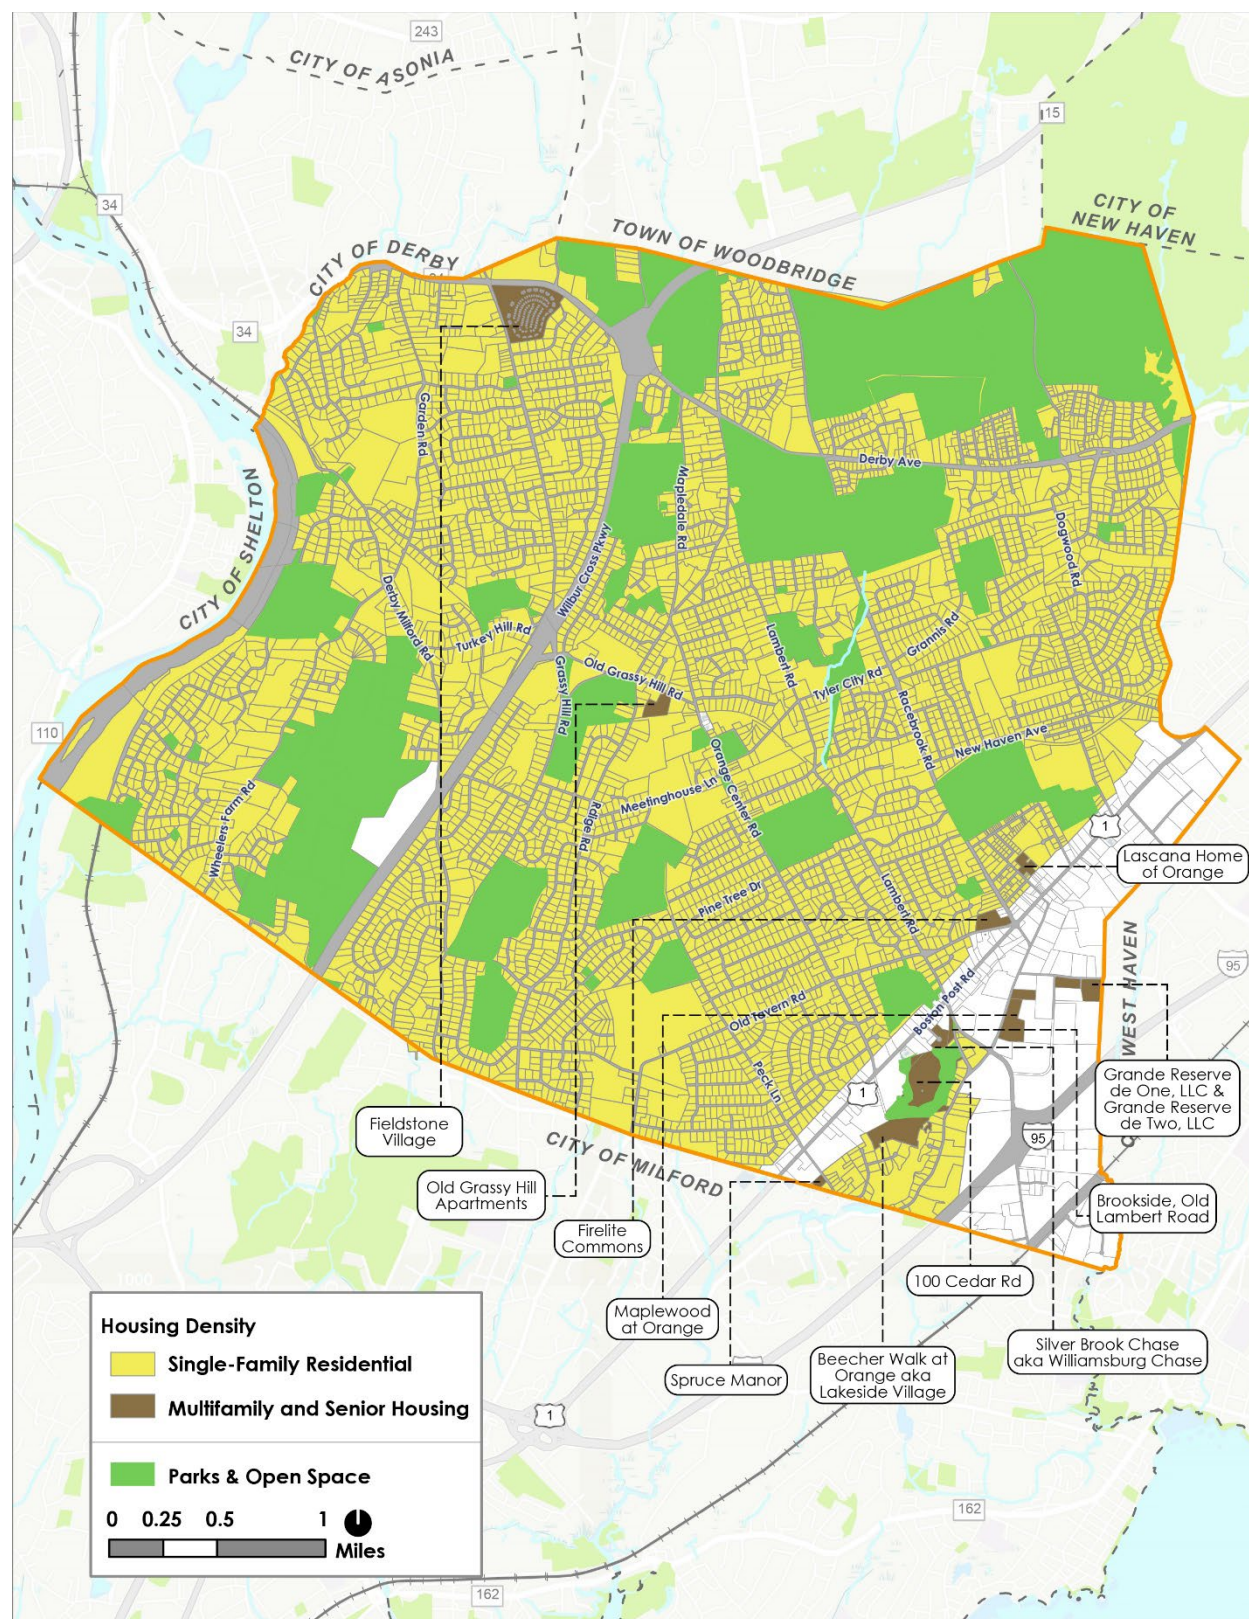 243
CITY OF ASONIA
15
34
CITY OF
NEW HAVEN
TOWN OF WOODBRIDGE
CITY OF DERBY
34
Garden Rd
Derby Ave
Mapledale Rd
Dogwood Rd
CITY OF SHELTON
Wilbur Cross Pkwy
Derby Milford Rd
Turkey Hill Rd
Grannis Rd
Lambert Rd
Old Grassy Hill Rd
Tyler City Rd
Grassy Hill Rd
Racebrook Rd
110
New Haven Ave
Orange Center Rd
Meetinghouse Ln
Wheelers Farm Rd
Rdige Rd
1
Lascana Home
of Orange
Pine Tree Dr
Lambert Rd
95
WEST HAVEN
Boston Post Rd
Old Tavern Rd
Peck Ln
1
Grande Reserve
de One, LLC &
Grande Reserve
de Two, LLC
Fieldstone
Village
95
CITY OF MILFORD
Old Grassy Hill
Apartments
Brookside, Old
Lambert Road
Firelite
Commons
100 Cedar Rd
1000
Maplewood
at Orange
Silver Brook Chase
aka Williamsburg Chase
Beecher Walk at
Orange aka
Lakeside Village
Spruce Manor
Housing Density
Single-Family Residential
Multifamily and Senior Housing
1
Parks & Open Space
0 0.25 0.5 1
Miles
162
162